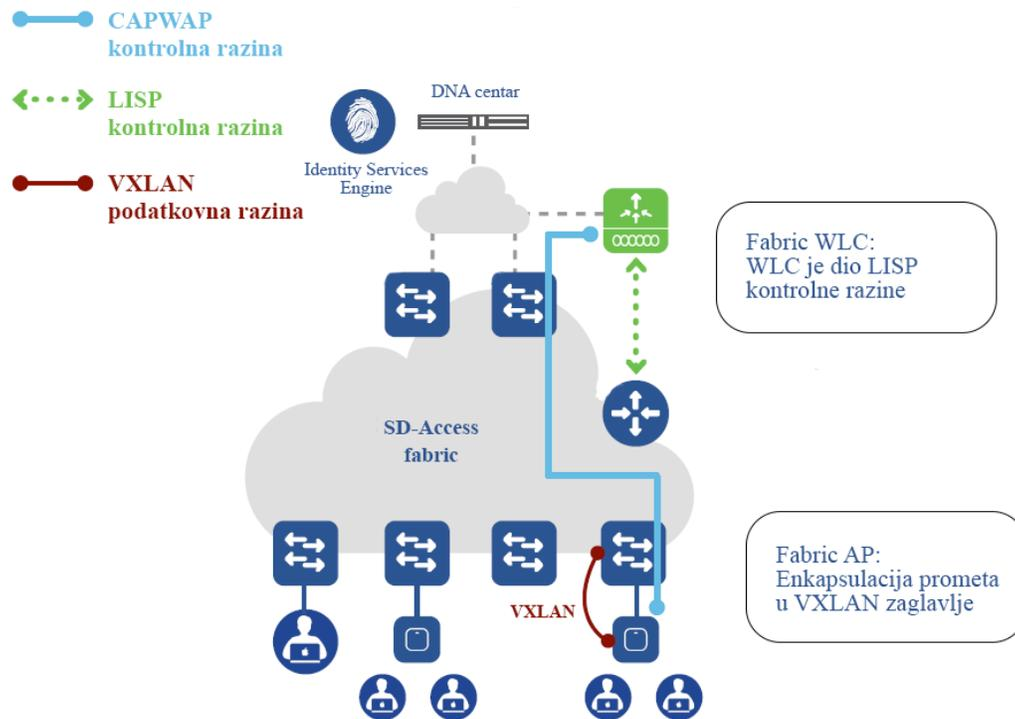 CAPWAP
kontrolna razina
LISP
kontrolna razina
VXLAN
podatkovna razina
DNA centar
Identity Services
Engine
Fabric WLC:
WLC je dio LISP
kontrolne razine
SD-Access
fabric
Fabric AP:
Enkapsulacija prometa
u VXLAN zaglavlje
VXLAN